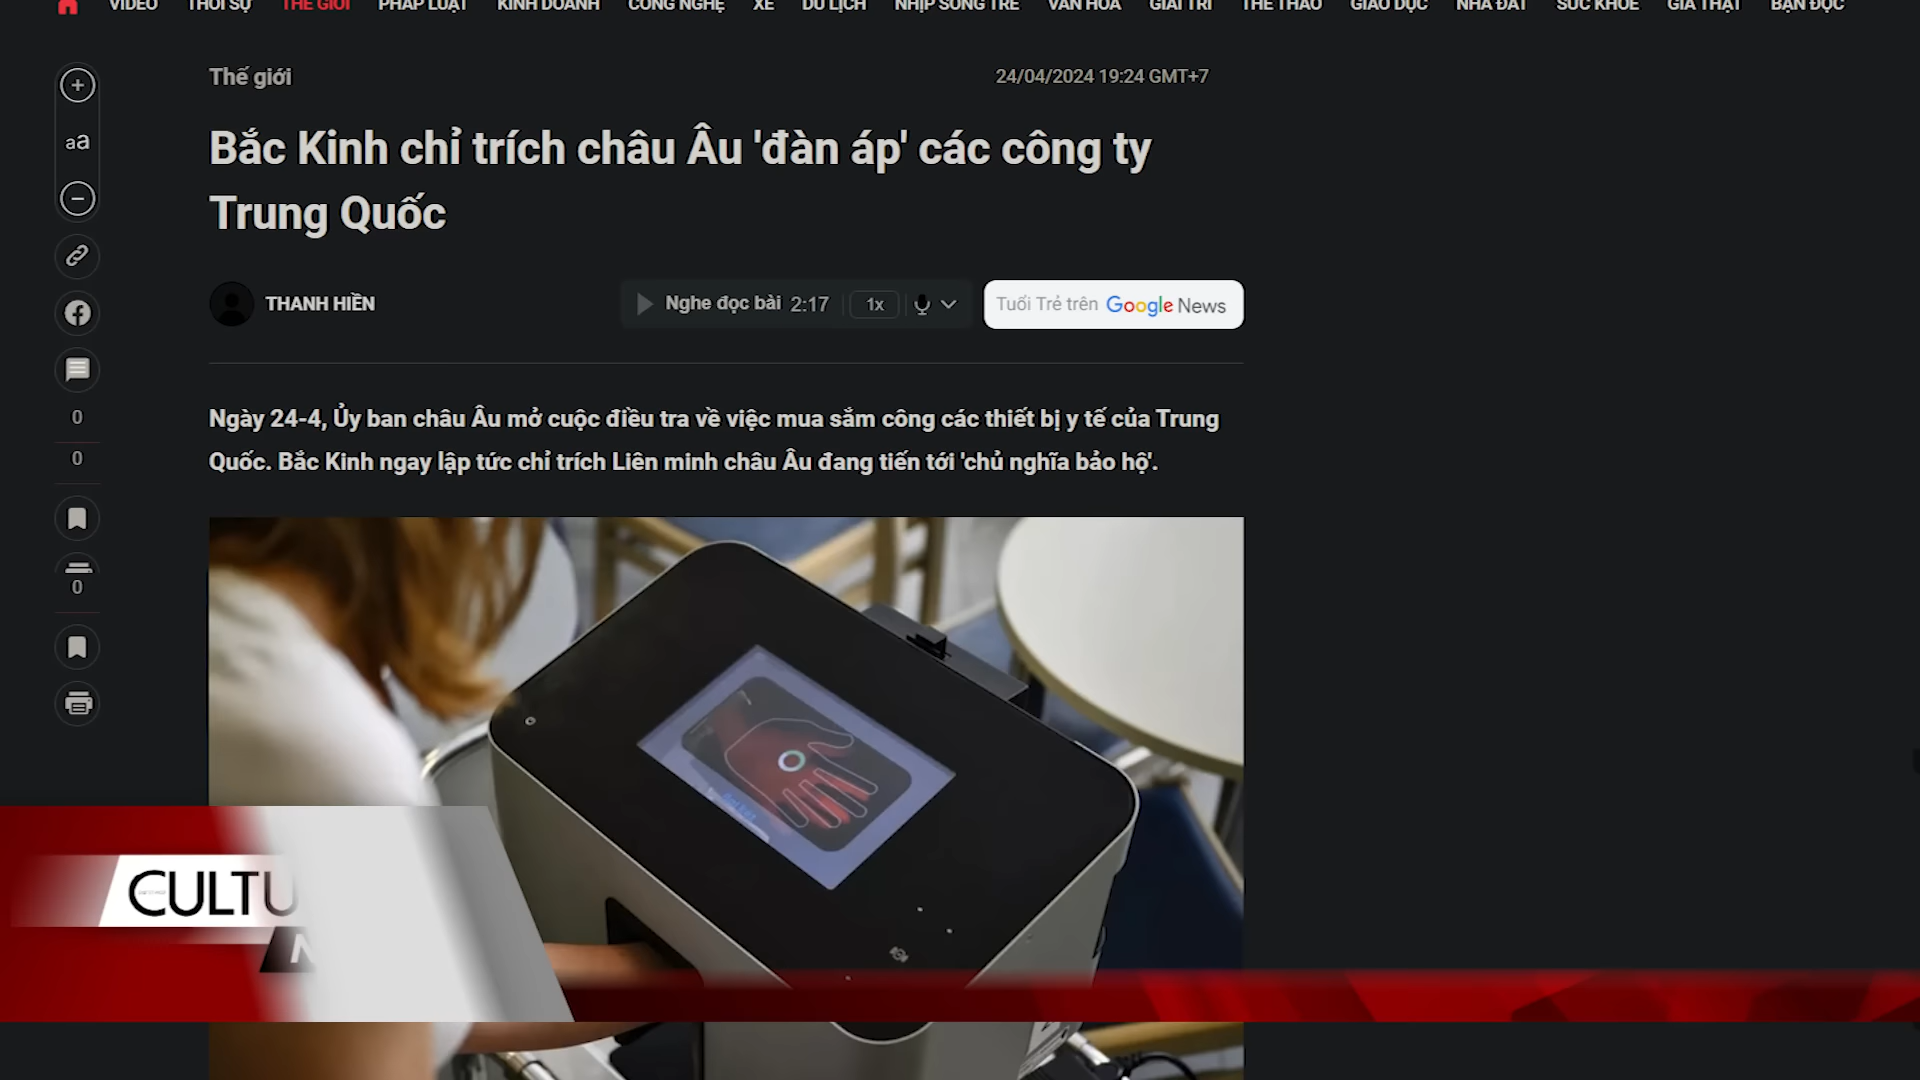 VIDEO THỜI SỰ THẾ GIỚI PHÁP LUẬT KINH DOANH CÔNG NGHỆ XE DU LỊCH NHỊP SỐNG TRẺ VĂN HÓA GIẢI TRÍ THỂ THAO GIÁO DỤC NHÀ ĐẤT SỨC KHỎE GIẢ THẬT BẠN ĐỌC
Thế giới
24/04/2024 19:24 GMT+7
Bắc Kinh chỉ trích châu Âu 'đàn áp' các công ty
Trung Quốc
aa
THANH HIỀN
Nghe đọc bài 2:17 1x
Tuổi Trẻ trên Google News
Ngày 24-4, Ủy ban châu Âu mở cuộc điều tra về việc mua sắm công các thiết bị y tế của Trung
Quốc. Bắc Kinh ngay lập tức chỉ trích Liên minh châu Âu đang tiến tới 'chủ nghĩa bảo hộ'.
0
0
0
CULTU
N